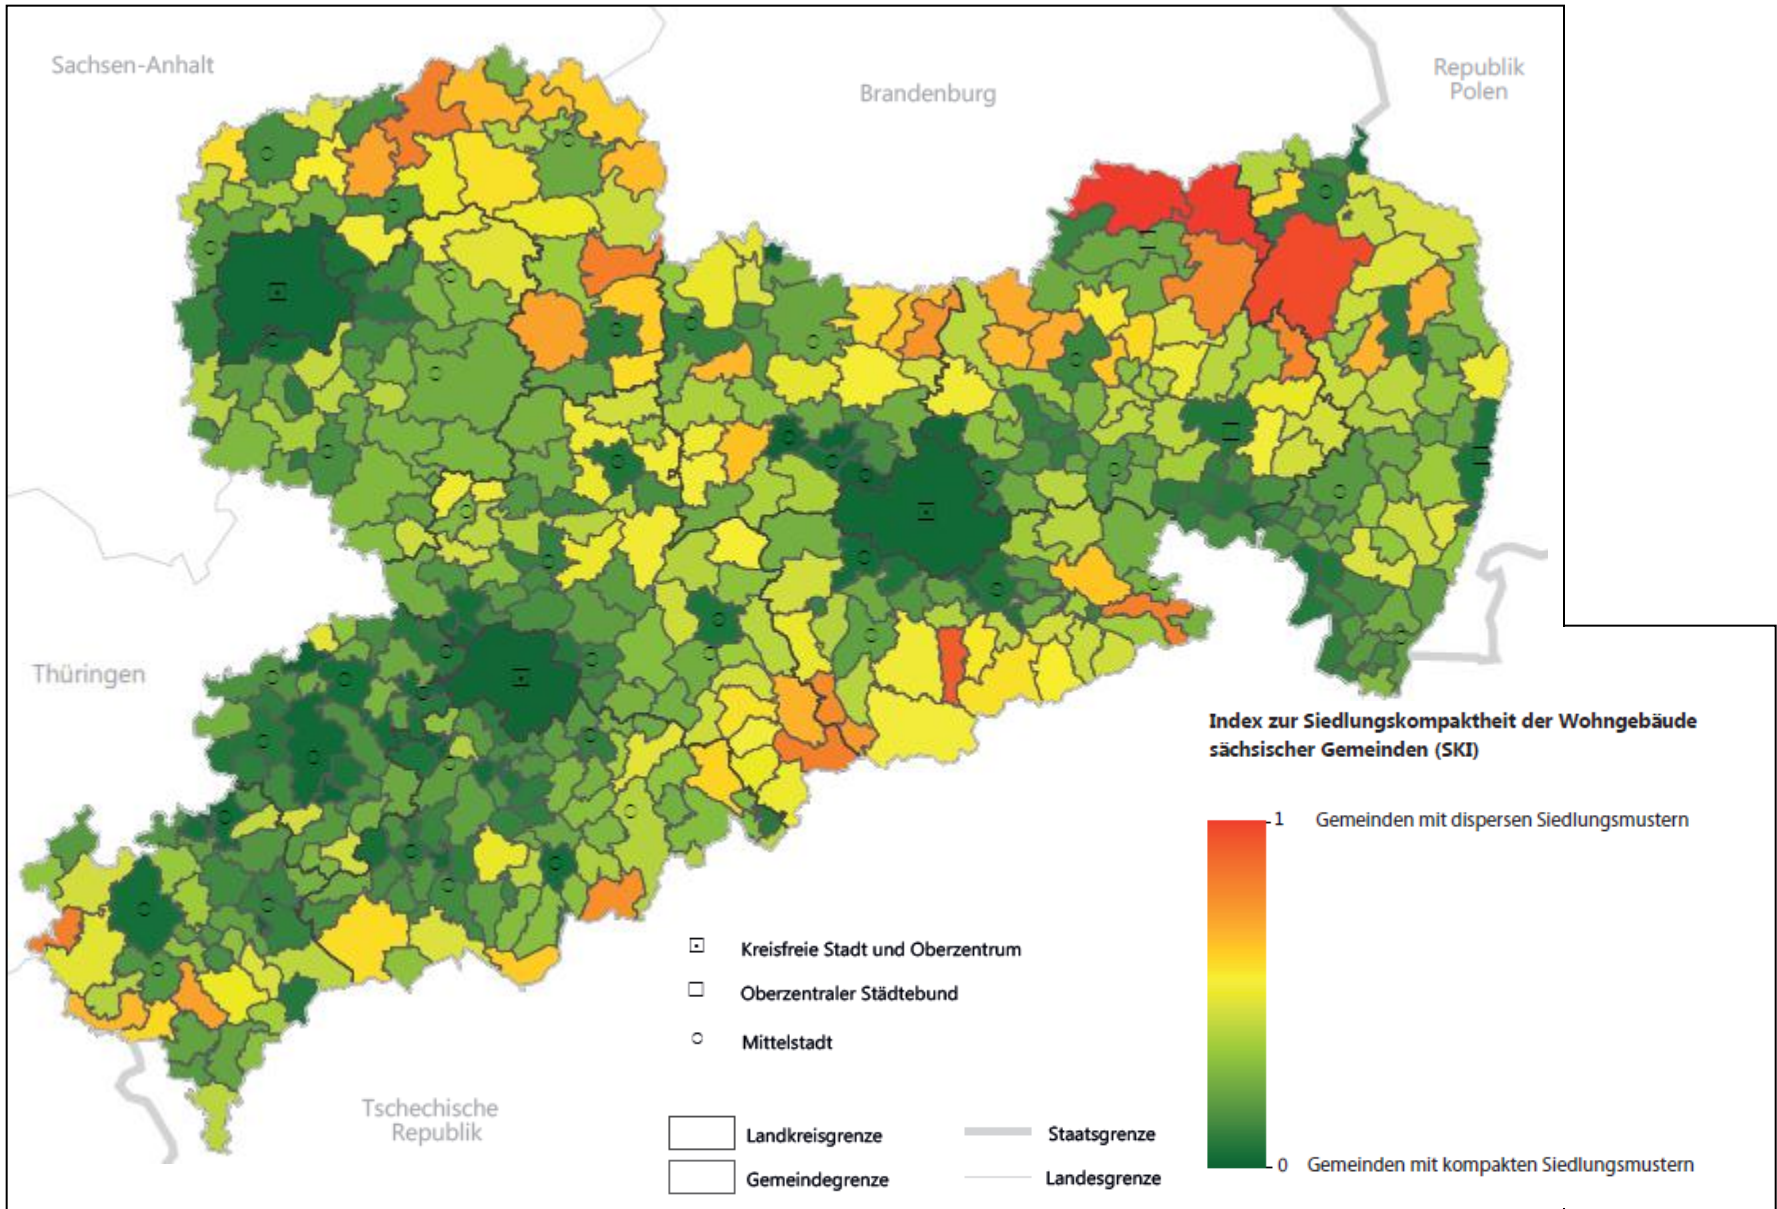 Sachsen-Anhalt
Brandenburg
Republik
Polen
Thüringen
Index zur Siedlungskompaktheit der Wohngebäude
sächsischer Gemeinden (SKI)
1 Gemeinden mit dispersen Siedlungsmustern
Kreisfreie Stadt und Oberzentrum
Oberzentraler Städtebund
Mittelstadt
Tschechische
Republik
Landkreisgrenze
Staatsgrenze
0 Gemeinden mit kompakten Siedlungsmustern
Gemeindegrenze
Landesgrenze